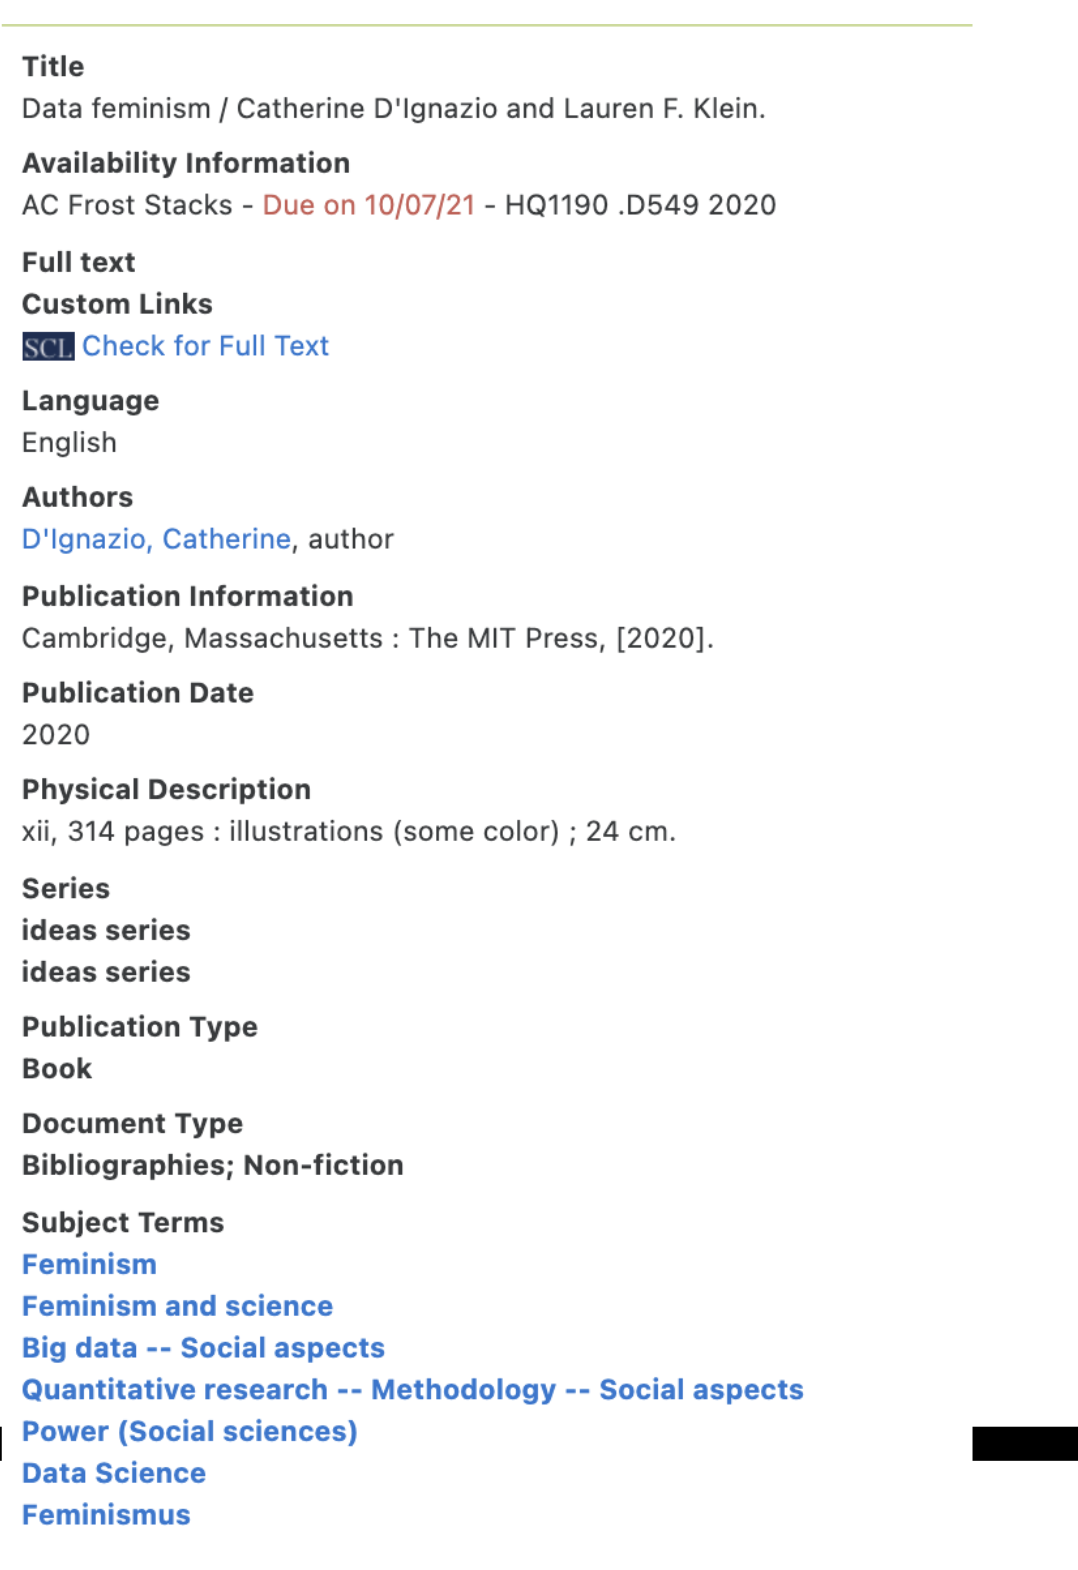 Title
Data feminism / Catherine D'Ignazio and Lauren F. Klein.
Availability Information
AC Frost Stacks - Due on 10/07/21 - HQ1190 .D549 2020
Full text
Custom Links
SCL Check for Full Text
Language
English
Authors
D'Ignazio, Catherine, author
Publication Information
Cambridge, Massachusetts : The MIT Press, [2020].
Publication Date
2020
Physical Description
xii, 314 pages : illustrations (some color) ; 24 cm.
Series
ideas series
ideas series
Publication Type
Book
Document Type
Bibliographies; Non-fiction
Subject Terms
Feminism
Feminism and science
Big data -- Social aspects
Quantitative research -- Methodology -- Social aspects
Power (Social sciences)
Data Science
Feminismus